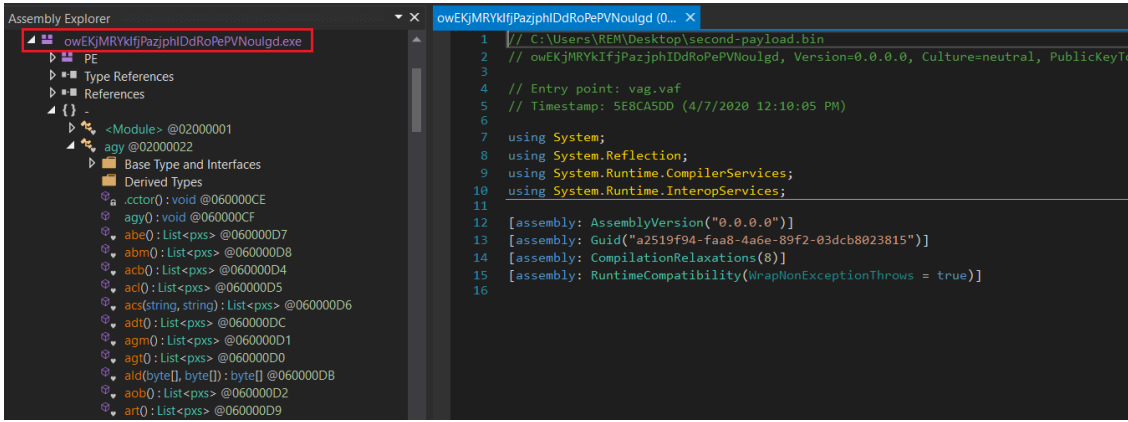 Assembly Explorer
owEKjMRYkIfjPazjphIDdRoPePVNoulgd.exe
PE
Type References
References
{ } -
<Module> @02000001
agy @02000022
Base Type and Interfaces
Derived Types
.cctor() : void @060000CE
agy() : void @060000CF
abe() : List<pxs> @060000D7
abm() : List<pxs> @060000D8
acb() : List<pxs> @060000D4
acl() : List<pxs> @060000D5
acs(string, string) : List<pxs> @060000D6
adt() : List<pxs> @060000DC
agm() : List<pxs> @060000D1
agt() : List<pxs> @060000D0
ald(byte[], byte[]) : byte[] @060000DB
aob() : List<pxs> @060000D2
art() : List<pxs> @060000D9
owEKjMRYkIfjPazjphIDdRoPePVNoulgd (0...
1 // C:\Users\REM\Desktop\second-payload.bin
2 // owEKjMRYkIfjPazjphIDdRoPePVNoulgd, Version=0.0.0.0, Culture=neutral, PublicKeyTo
3
4 // Entry point: vag.vaf
5 // Timestamp: 5E8CA5DD (4/7/2020 12:10:05 PM)
6
7 using System;
8 using System.Reflection;
9 using System.Runtime.CompilerServices;
10 using System.Runtime.InteropServices;
11
12 [assembly: AssemblyVersion("0.0.0.0")]
13 [assembly: Guid("a2519f94-faa8-4a6e-89f2-03dcb8023815")]
14 [assembly: CompilationRelaxations(8)]
15 [assembly: RuntimeCompatibility(WrapNonExceptionThrows = true)]
16